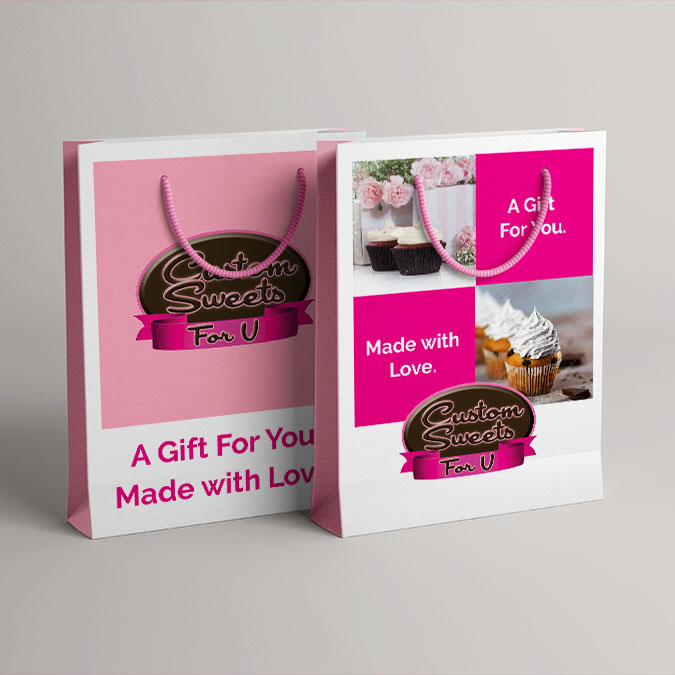 Custom
Sweets
For U
A Gift For You
Made with Lov
A Gift
For You.
Made with
Love.
Custom
Sweets
For U